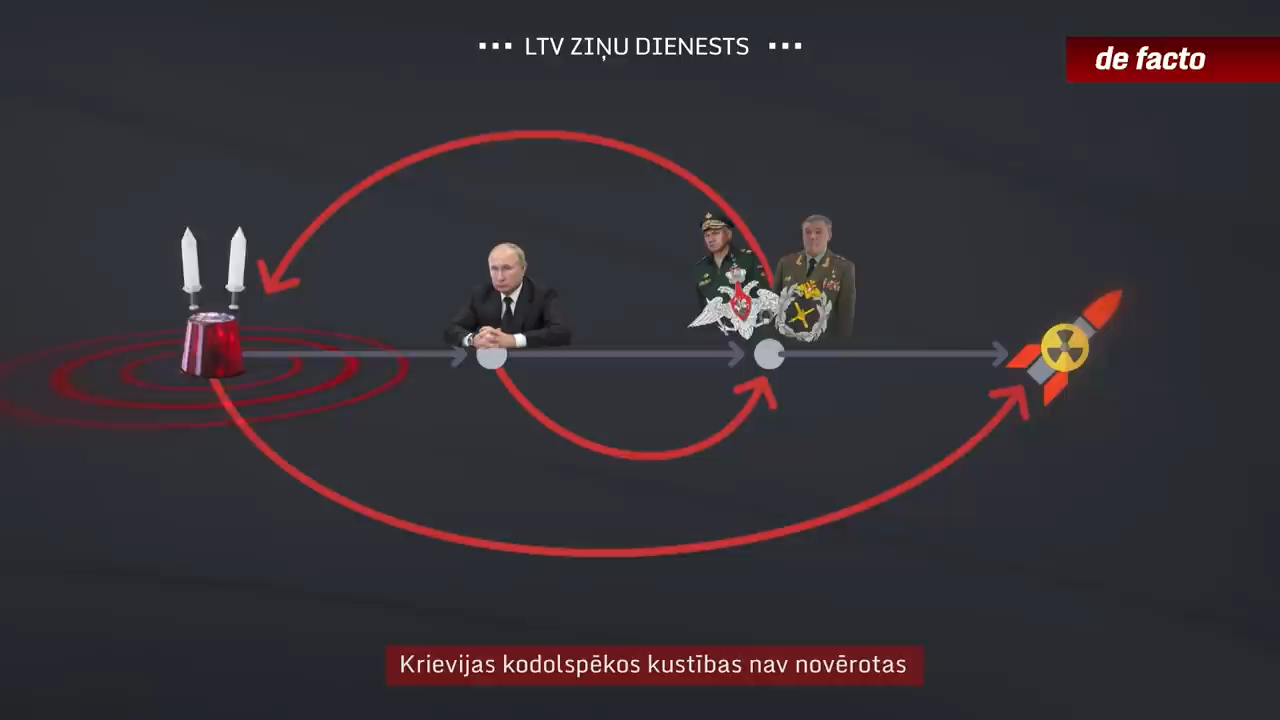 LTV ZIŅU DIENESTS
de facto
Krievijas kodolspēkos kustības nav novērotas